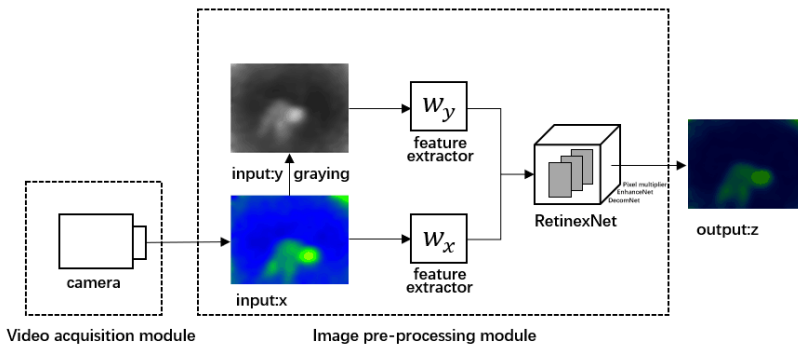 w_y
feature
extractor
input:y graying
Pixel multiplier
EnhanceNet
DecomNet
RetinexNet
w_x
feature
extractor
output:z
camera
input:x
Video acquisition module
Image pre-processing module